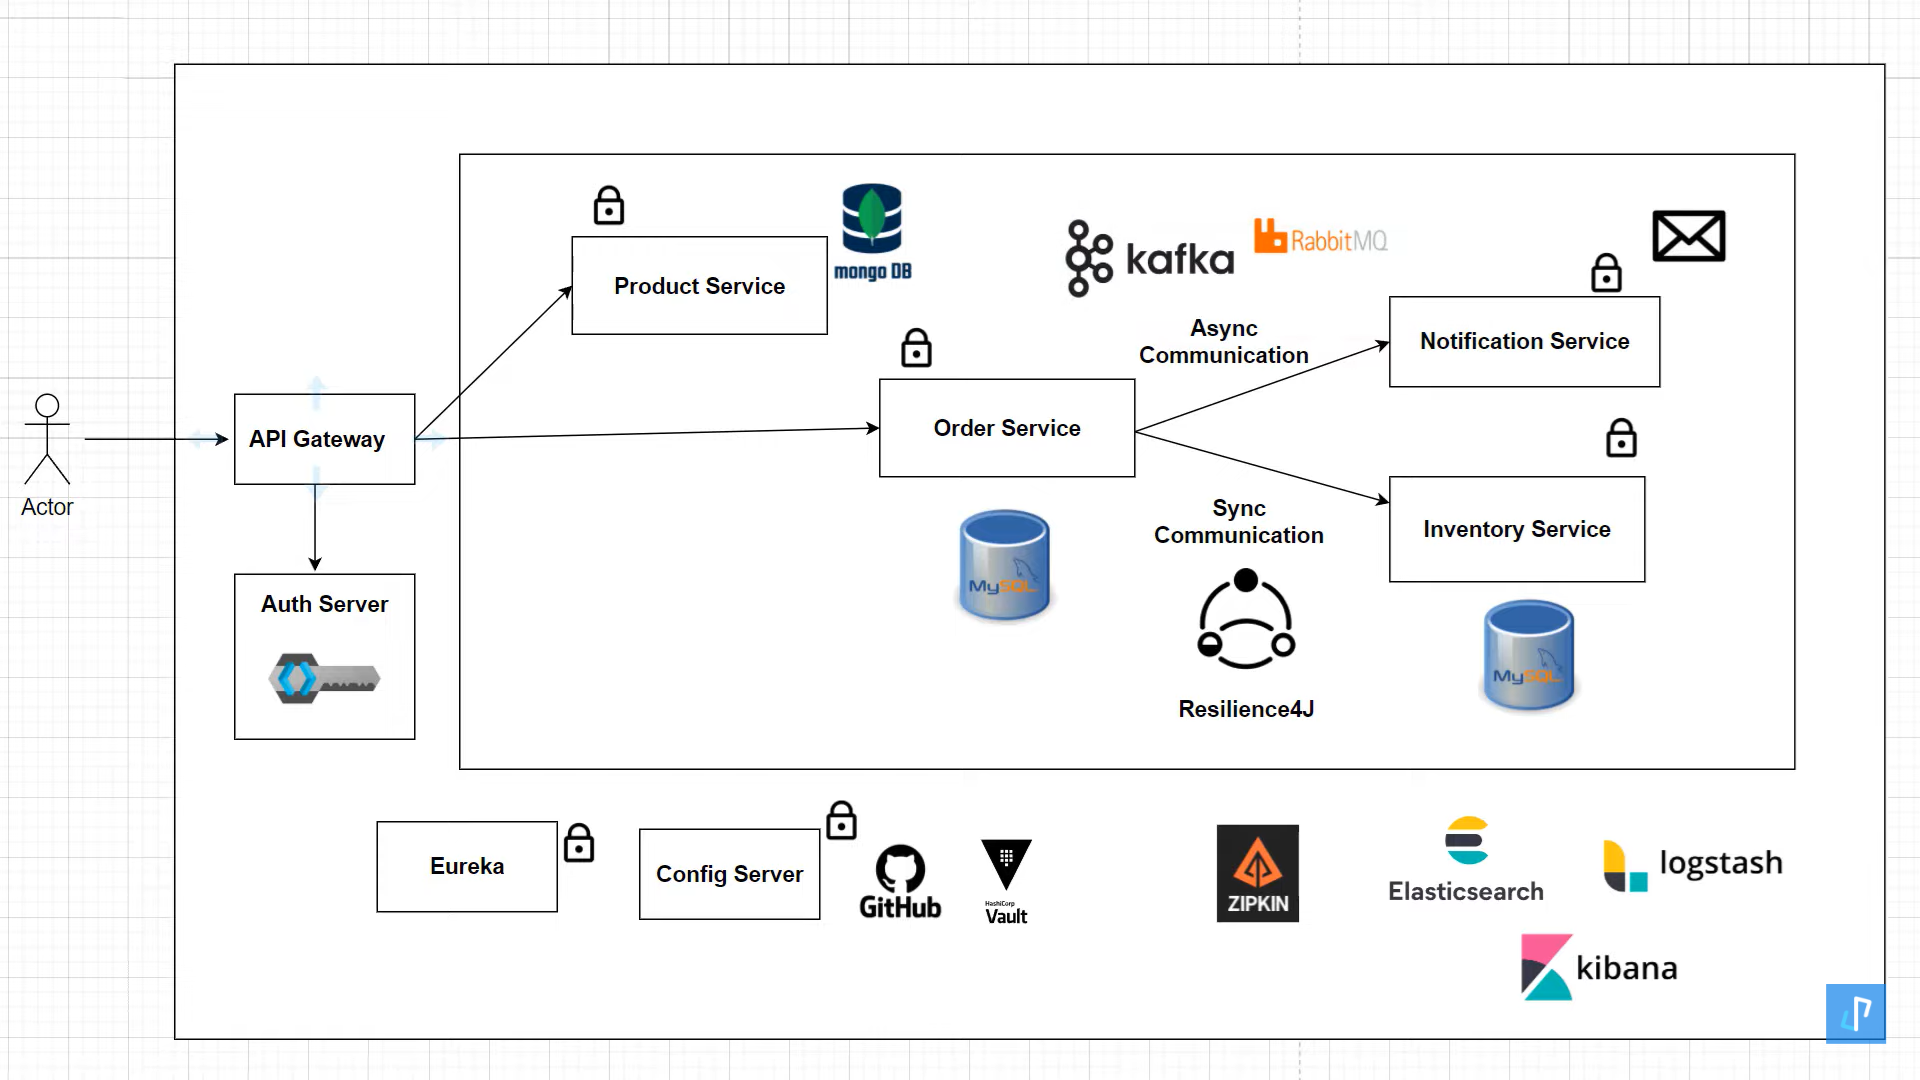 mongo DB
Product Service
kafka
RabbitMQ
Async
Communication
Notification Service
Order Service
API Gateway
Actor
Sync
Communication
Inventory Service
MySQL
Auth Server
MySQL
Resilience4J
Eureka
Config Server
GitHub
HashiCorp
Vault
ZIPKIN
Elasticsearch
logstash
kibana